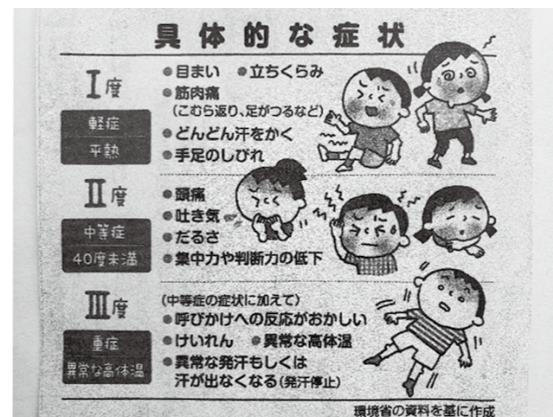 具体的な症状
I度
軽症
平熱
●目まい ●立ちくらみ
●筋肉痛
(こむら返り、足がつるなど)
●どんどん汗をかく
●手足のしびれ
II度
中等症
40度未満
●頭痛
●吐き気
●だるさ
●集中力や判断力の低下
III度
重症
異常な高体温
(中等症の症状に加えて)
●呼びかけへの反応がおかしい
●けいれん ●異常な高体温
●異常な発汗もしくは
汗が出なくなる(発汗停止)
環境省の資料を基に作成